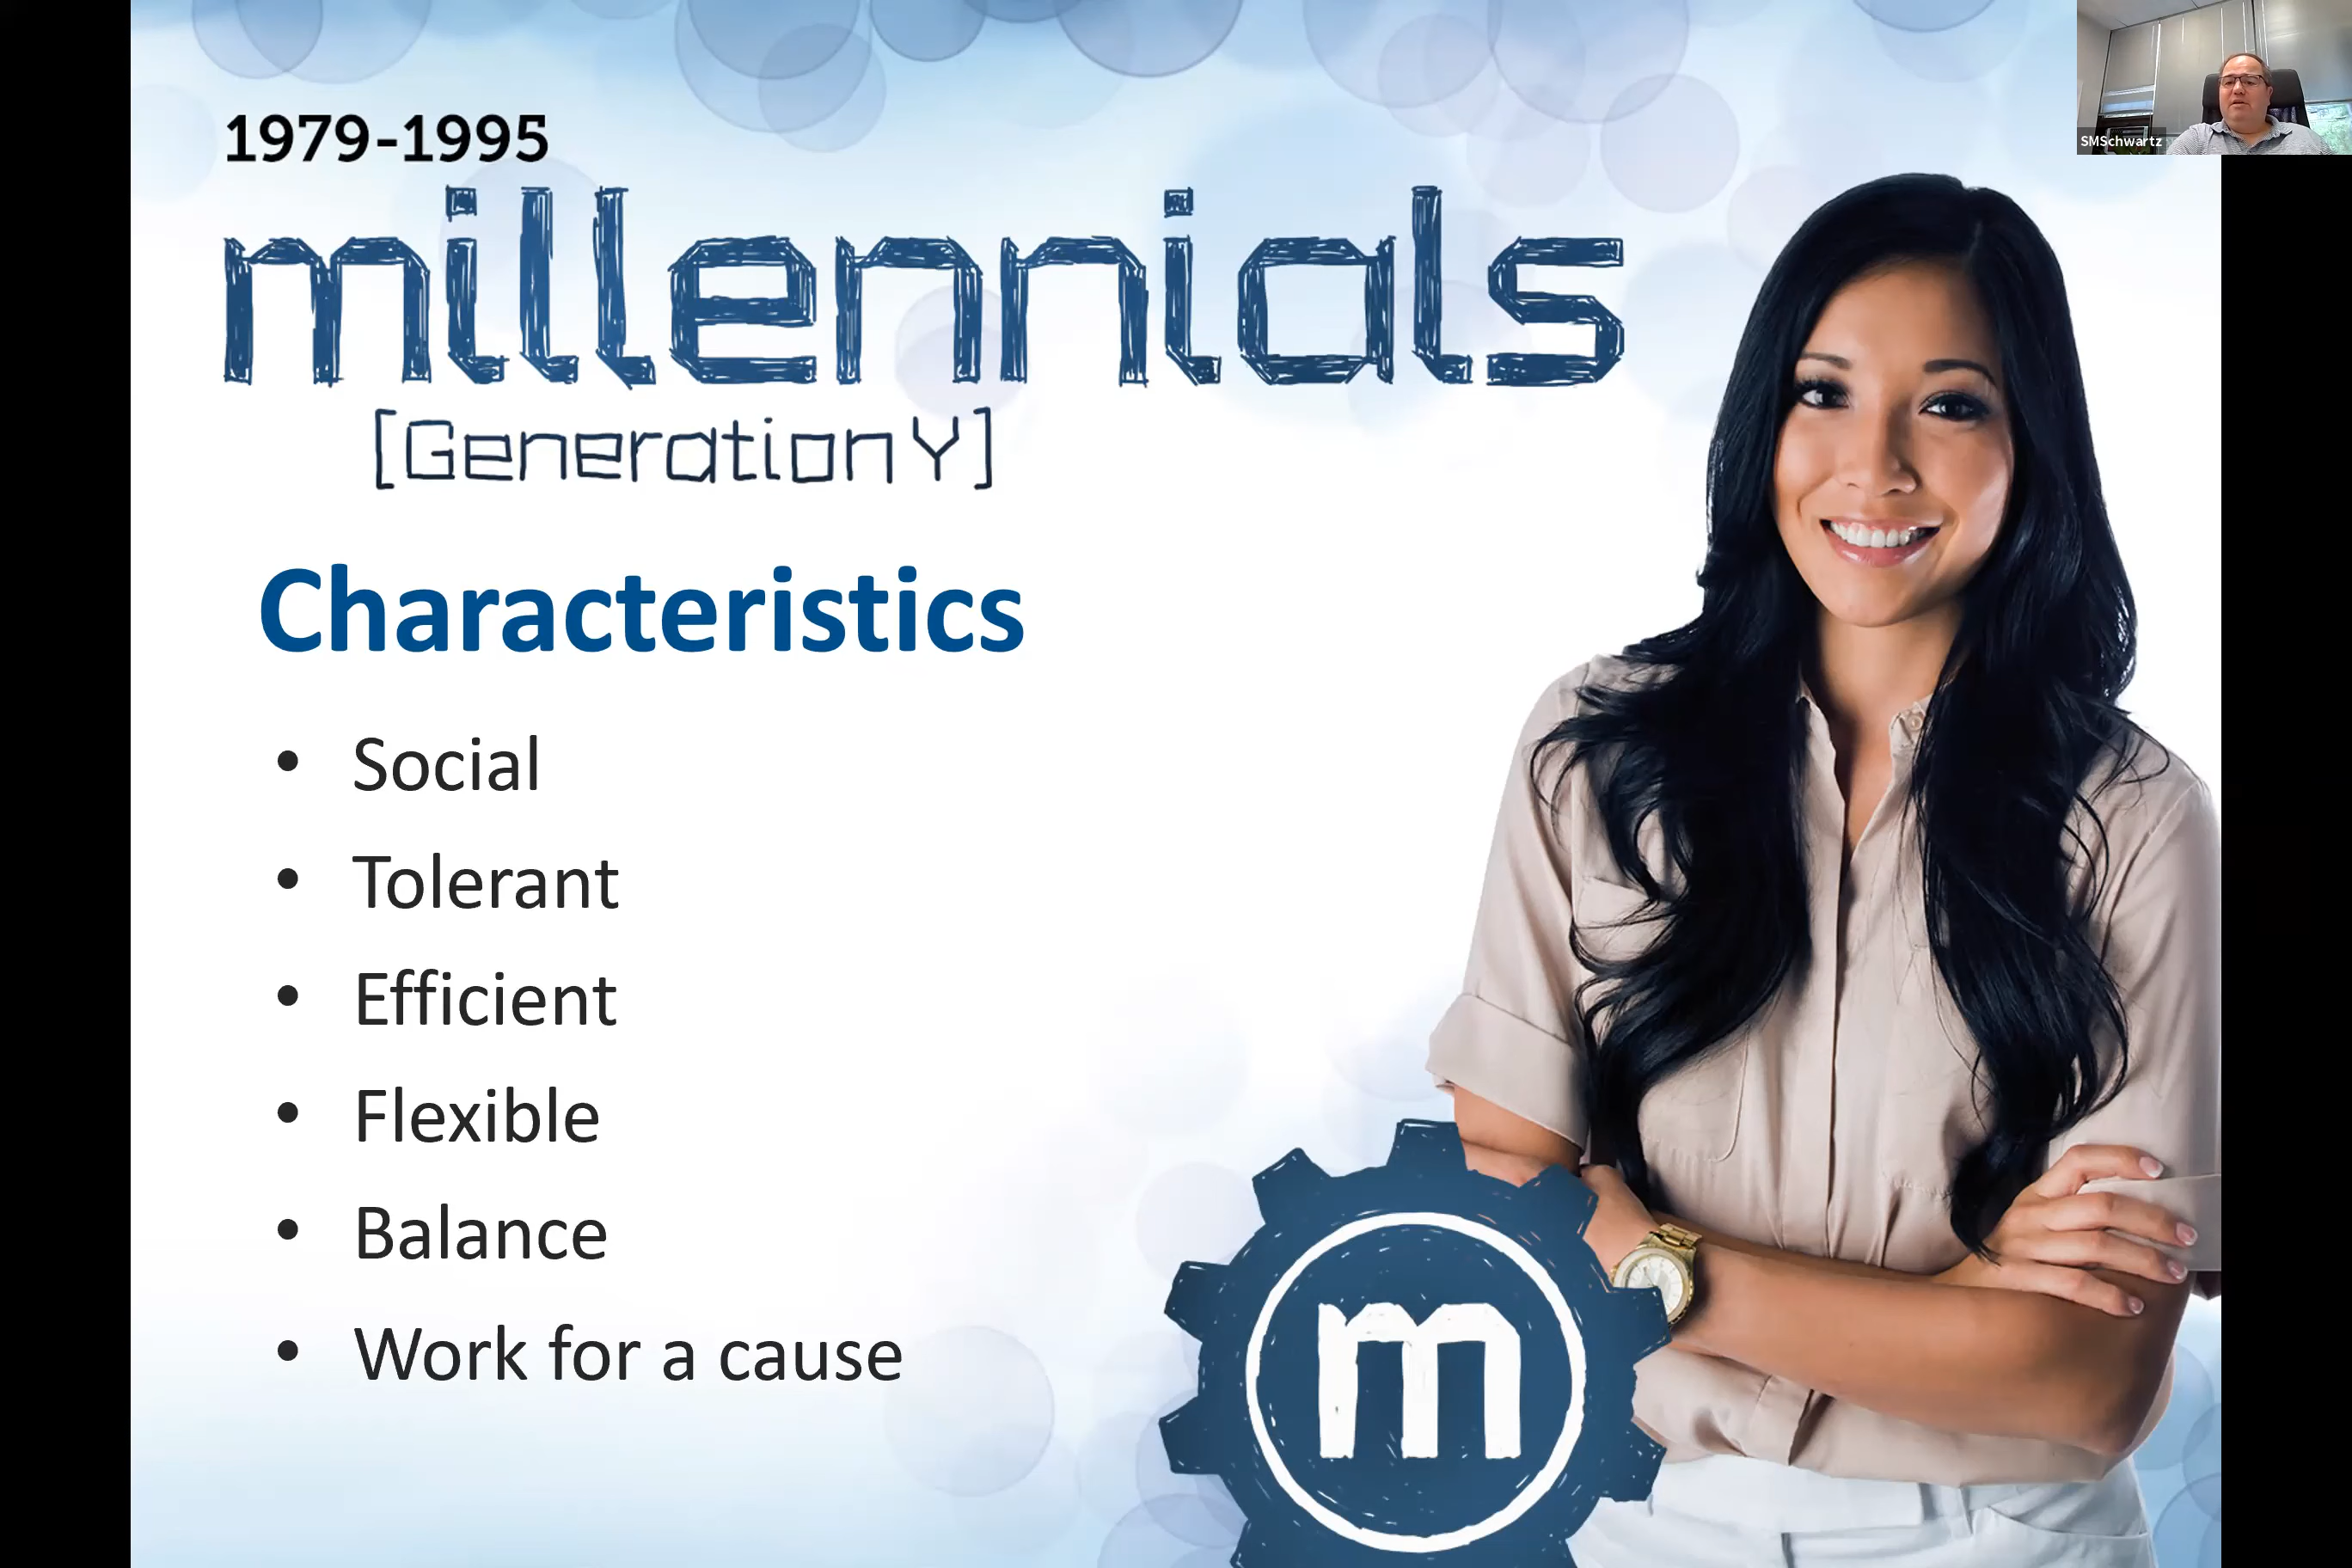 1979-1995
millennials
[Generation Y]
Characteristics
• Social
• Tolerant
• Efficient
• Flexible
• Balance
• Work for a cause
m
SMSchwartz